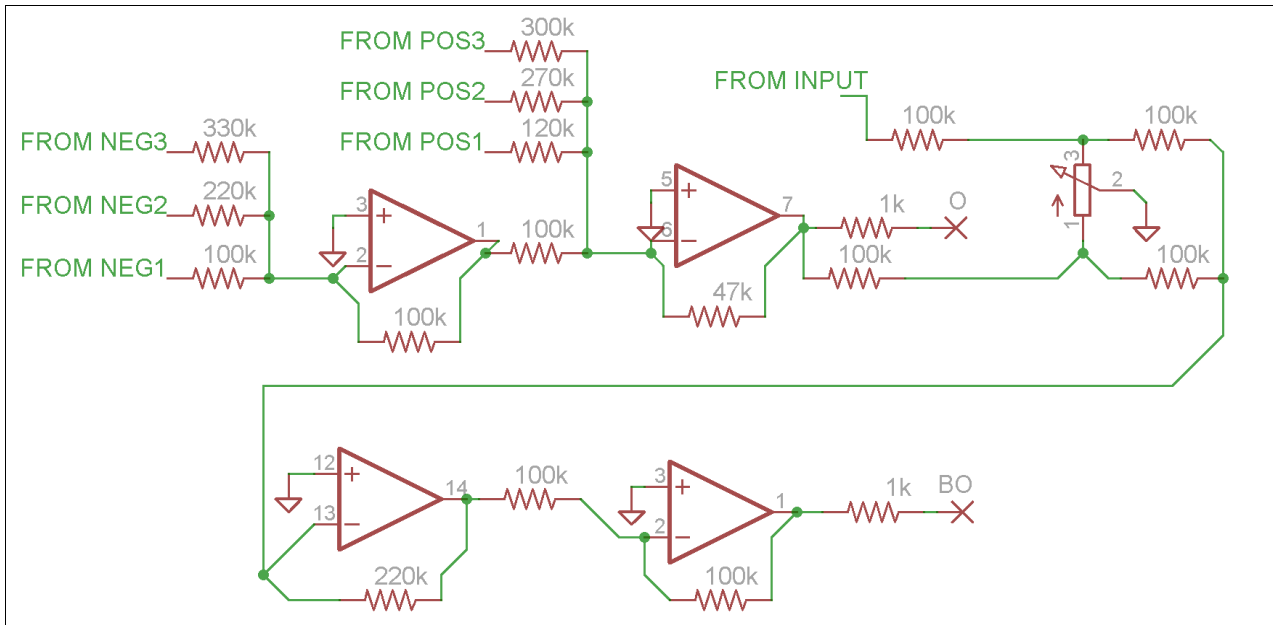 FROM POS3
300k
FROM POS2
270k
FROM POS1
120k
FROM NEG3
330k
FROM NEG2
220k
FROM NEG1
100k
3
2
1
100k
100k
5
6
7
47k
1k
O
100k
FROM INPUT
100k
100k
3
2
1
100k
12
13
14
220k
100k
3
2
1
100k
1k
BO